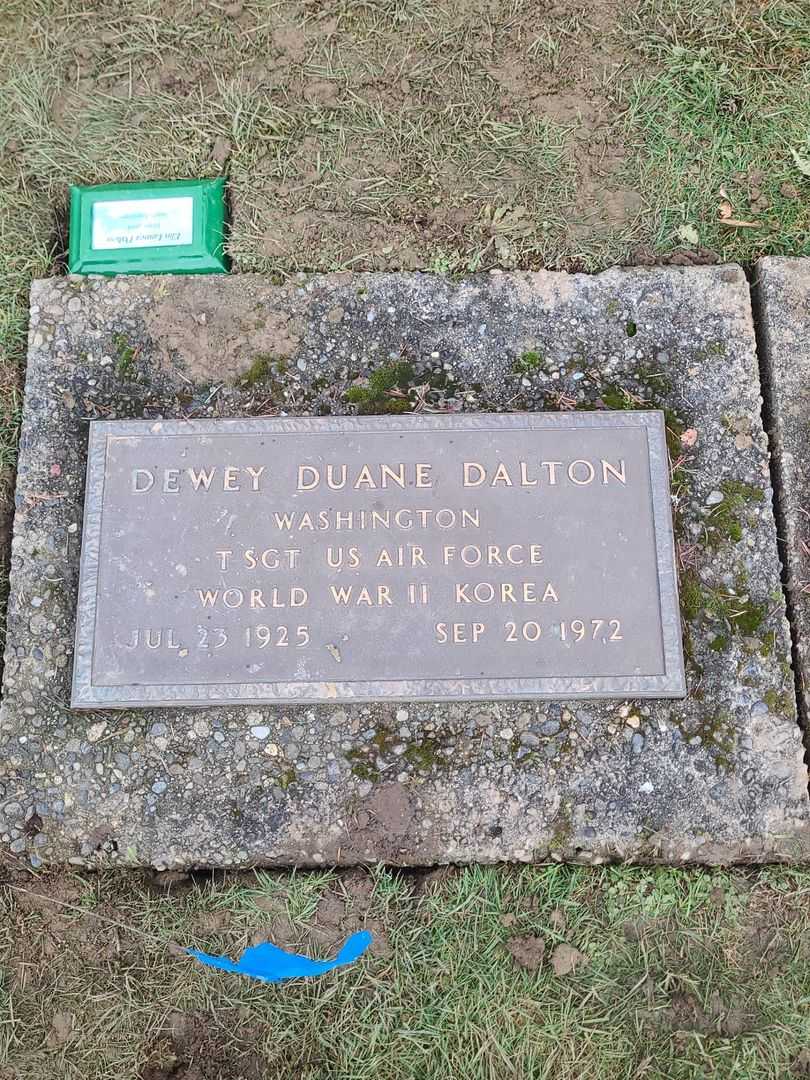 DEWEY DUANE DALTON
WASHINGTON
T SGT US AIR FORCE
WORLD WAR II KOREA
JUL 23 1925 SEP 20 1972